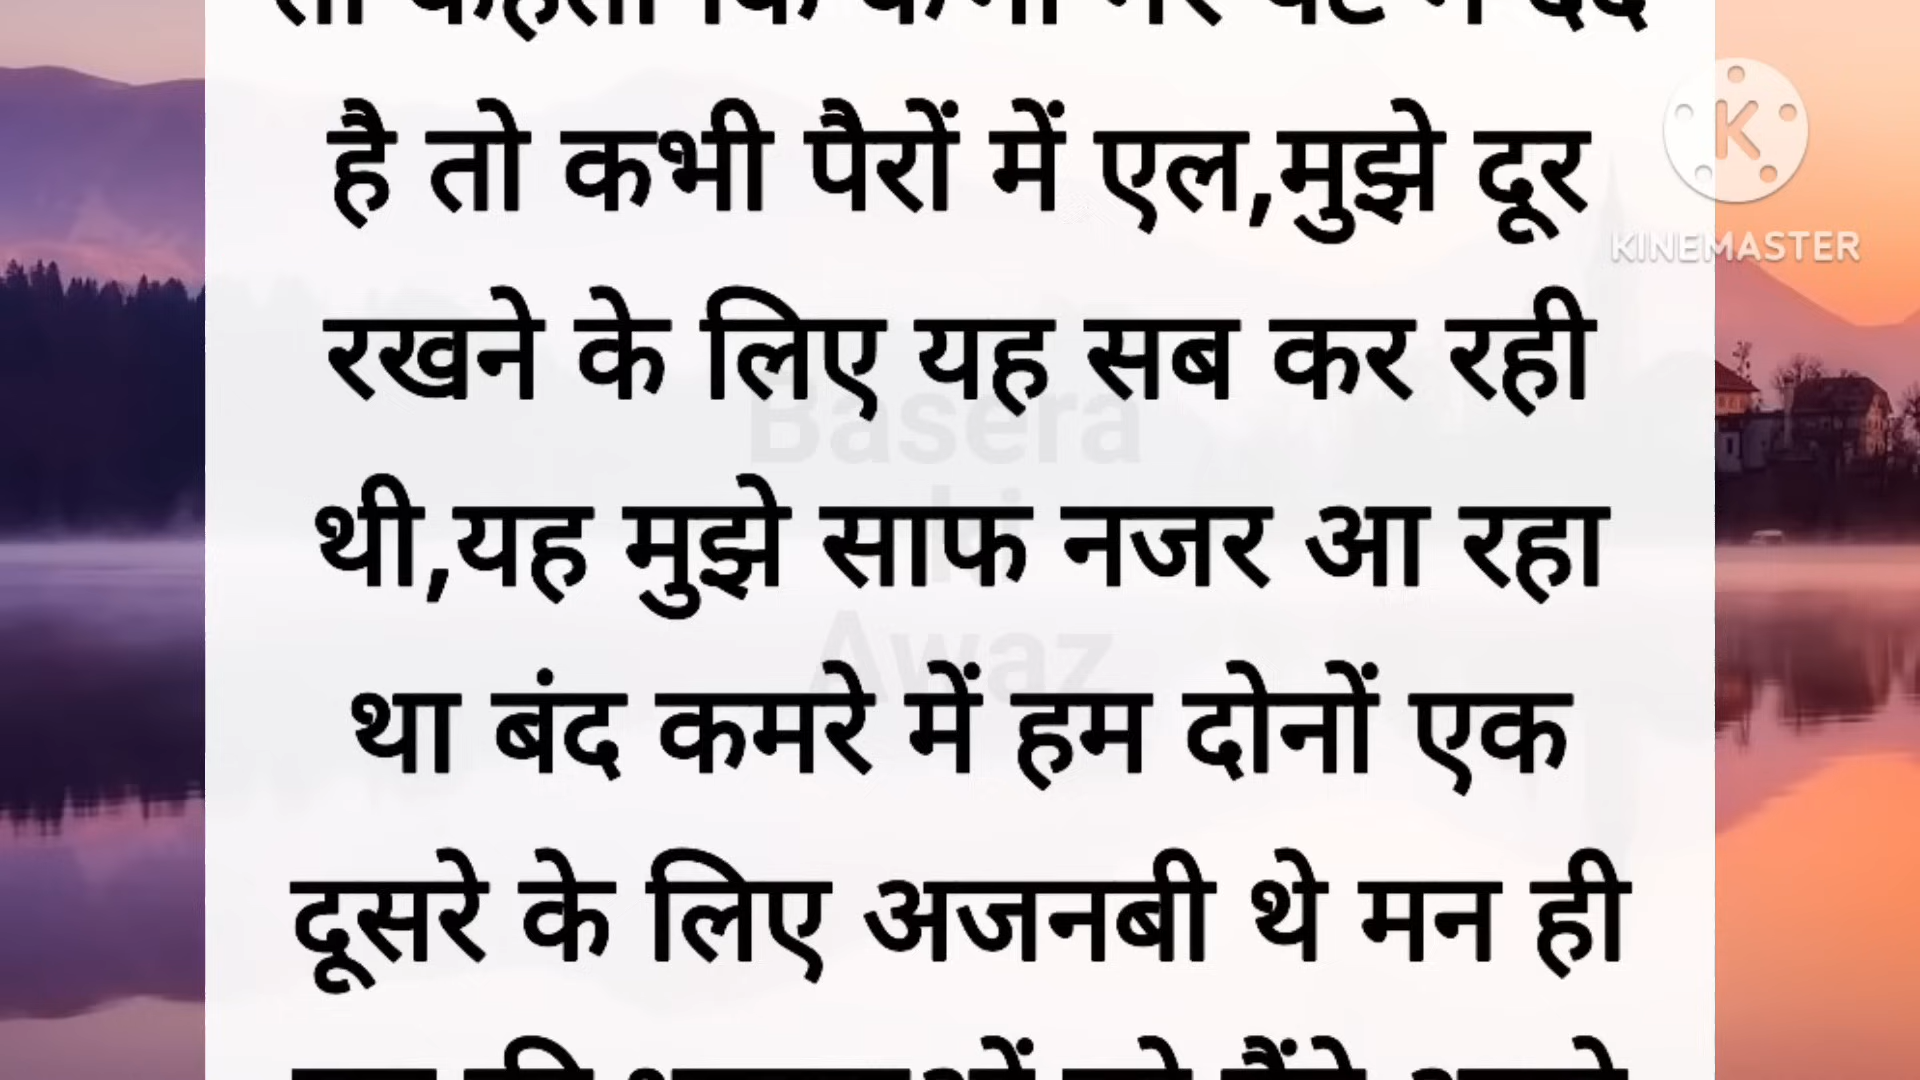 है तो कभी पैरों में एल,मुझे दूर
रखने के लिए यह सब कर रही
थी,यह मुझे साफ नजर आ रहा
था बंद कमरे में हम दोनों एक
दूसरे के लिए अजनबी थे मन ही
KINEMASTER
Basera
ki
Awaz